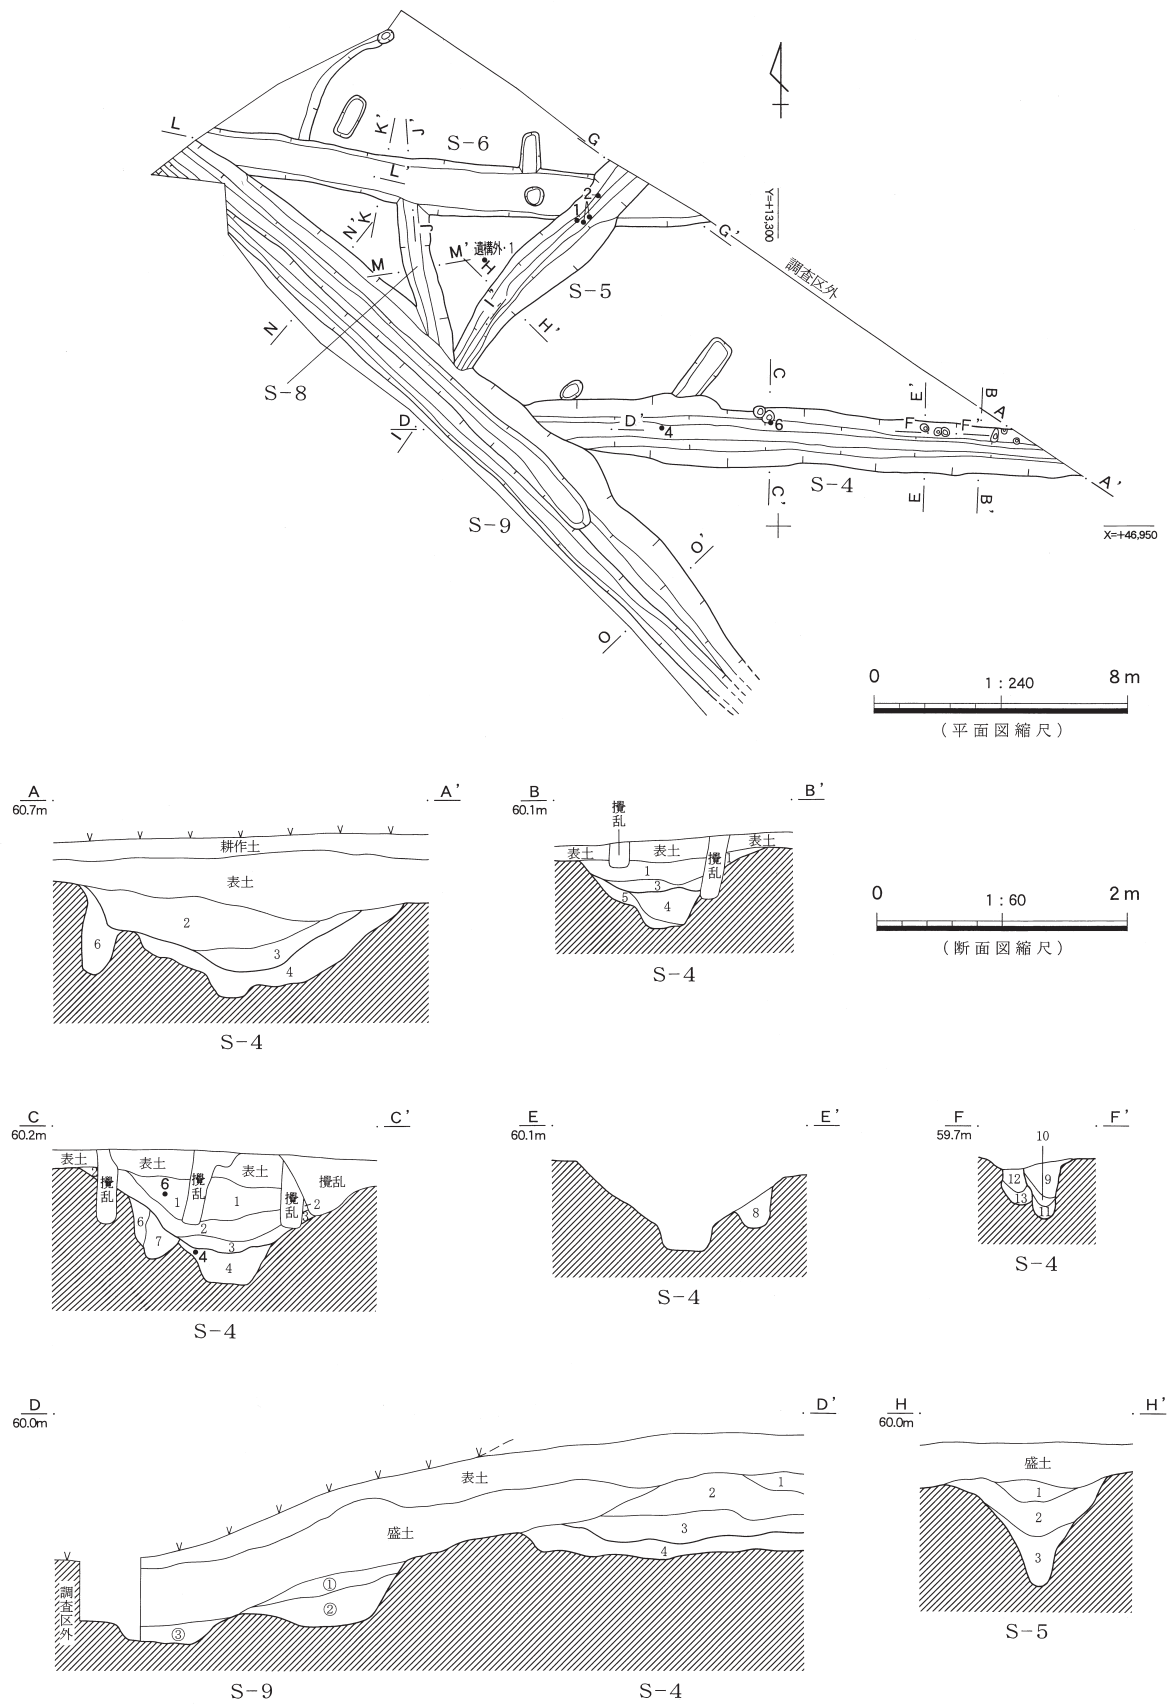 L
K'
J'
S-6
G
L'
2
1
N'
K
J
M
M'
遺構外・1
H
I'
S-5
H'
G'
Y=+13,300
調査区外
N
S-8
D
I
D'
4
C
6
E'
F
F'
B
A
A'
S-4
C'
E
B'
S-9
O'
O
X=+46,950
0 1：240 8m
（平面図縮尺）
A
60.7m
A'
耕作土
表土
2
3
4
6
S-4
B
60.1m
B'
攪乱
表土
表土
表土
攪乱
1
1
3
5
4
S-4
0 1：60 2m
（断面図縮尺）
C
60.2m
C'
表土
2
攪乱
表土
6
1
攪乱
表土
1
攪乱
攪乱
2
2
3
6
7
4
4
S-4
E
60.1m
E'
8
S-4
F
59.7m
F'
10
12
9
13
11
S-4
D
60.0m
D'
表土
1
2
盛土
3
4
①
②
③
調査区外
S-9
S-4
H
60.0m
H'
盛土
1
2
3
S-5